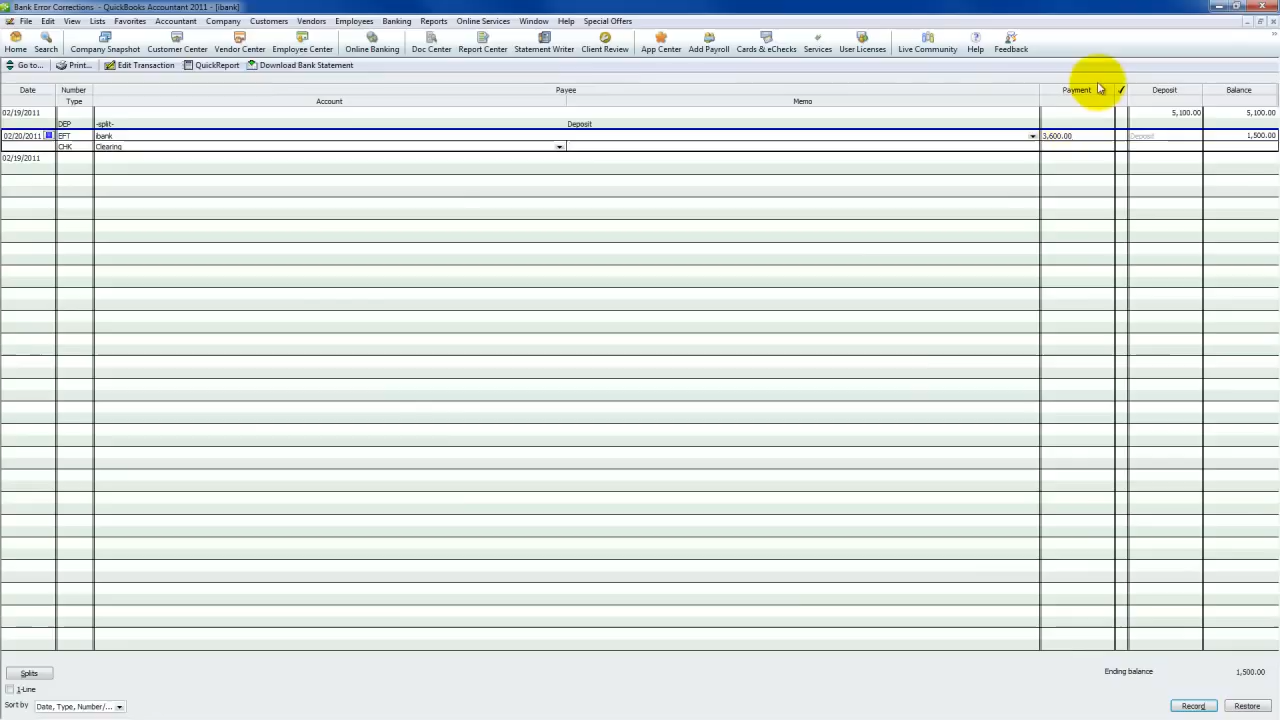 Bank Error Corrections - QuickBooks Accountant 2011 - [ibank]
File Edit View Lists Favorites Accountant Company Customers Vendors Employees Banking Reports Online Services Window Help Special Offers
Home Search Company Snapshot Customer Center Vendor Center Employee Center Online Banking Doc Center Report Center Statement Writer Client Review App Center Add Payroll Cards & eChecks Services User Licenses Live Community Help Feedback
Go to... Print... Edit Transaction QuickReport Download Bank Statement
Date Number Payee Payment ✓ Deposit Balance
Type Account Memo
02/19/2011 5,100.00 5,100.00
DEP -split- Deposit
02/20/2011 EFT ibank 3,600.00 Deposit 1,500.00
CHK Clearing
02/19/2011
Splits Ending balance 1,500.00
1-Line
Sort by Date, Type, Number/... Record Restore